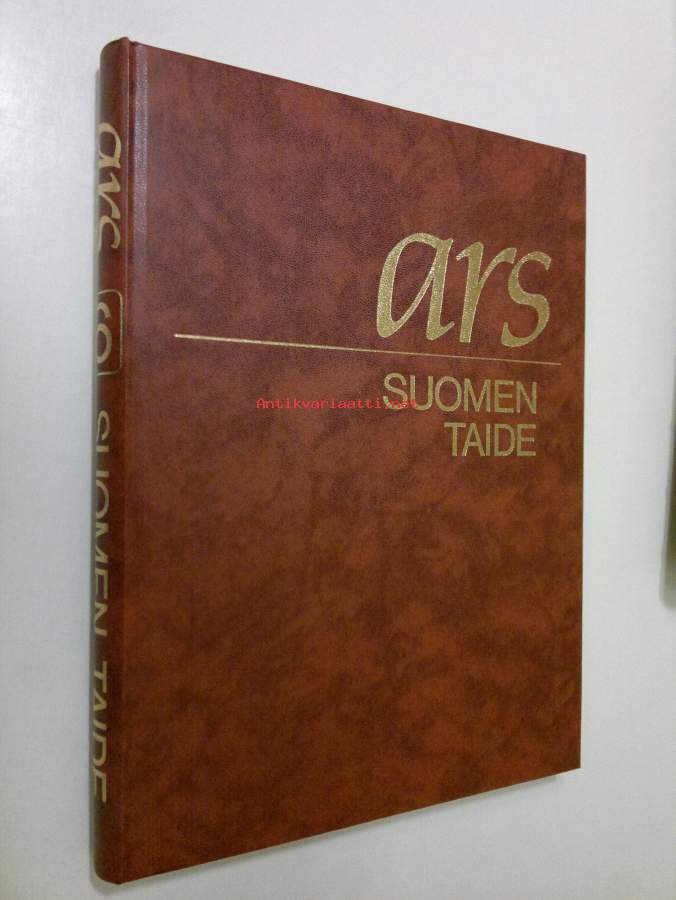 ars
SUOMEN
TAIDE
Antikvariaatti.net
ars
SUOMEN TAIDE